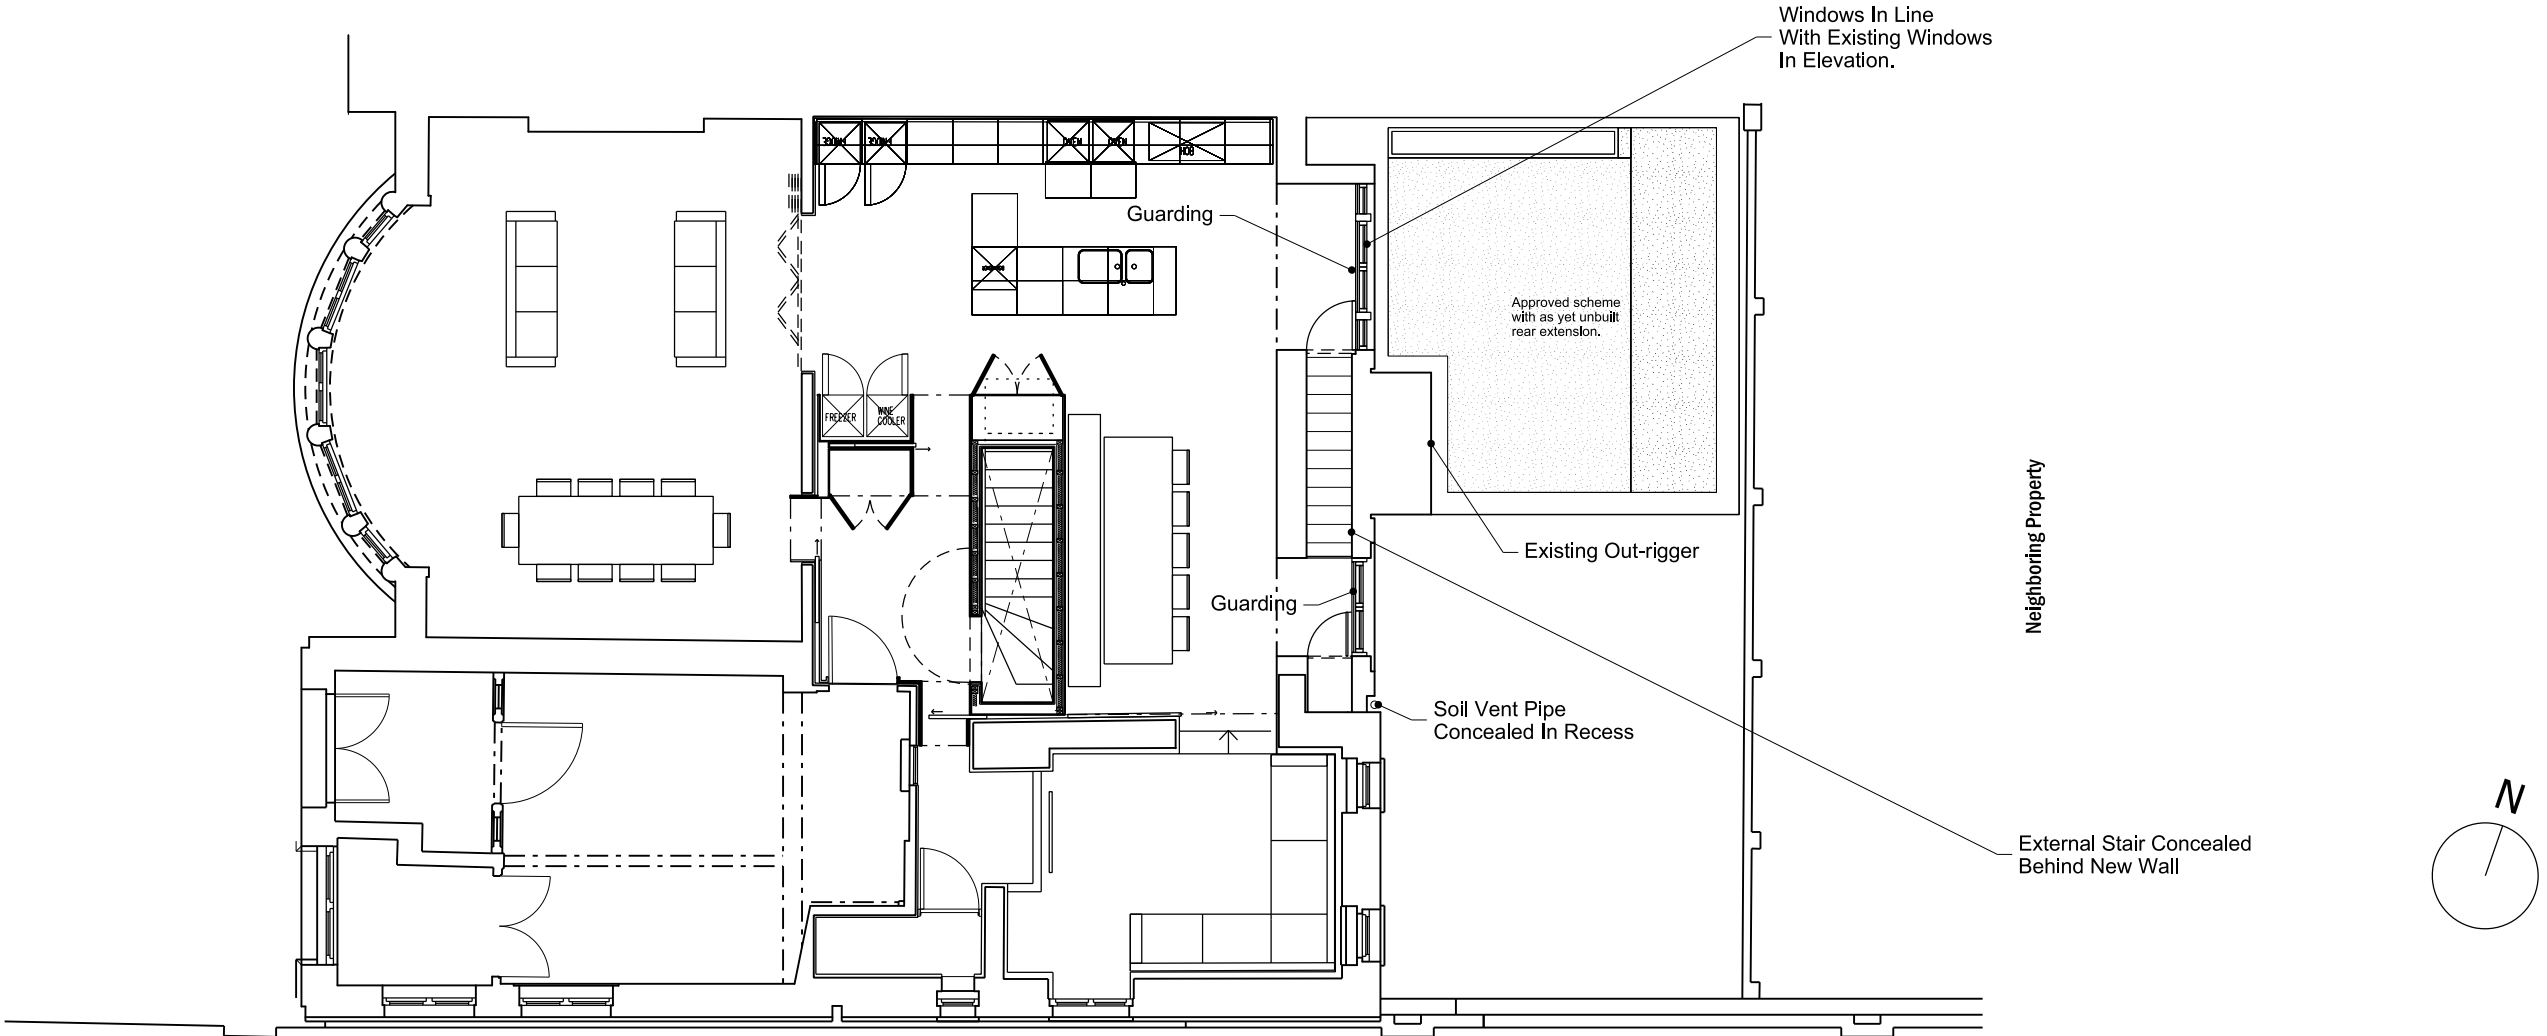 Windows In Line
With Existing Windows
In Elevation.
FRIDGE
FRIDGE
OVEN
OVEN
HOB
Guarding
Approved scheme
with as yet unbuilt
rear extension.
FREEZER
WINE
COOLER
Neighboring Property
Existing Out-rigger
Guarding
Soil Vent Pipe
Concealed In Recess
N
External Stair Concealed
Behind New Wall